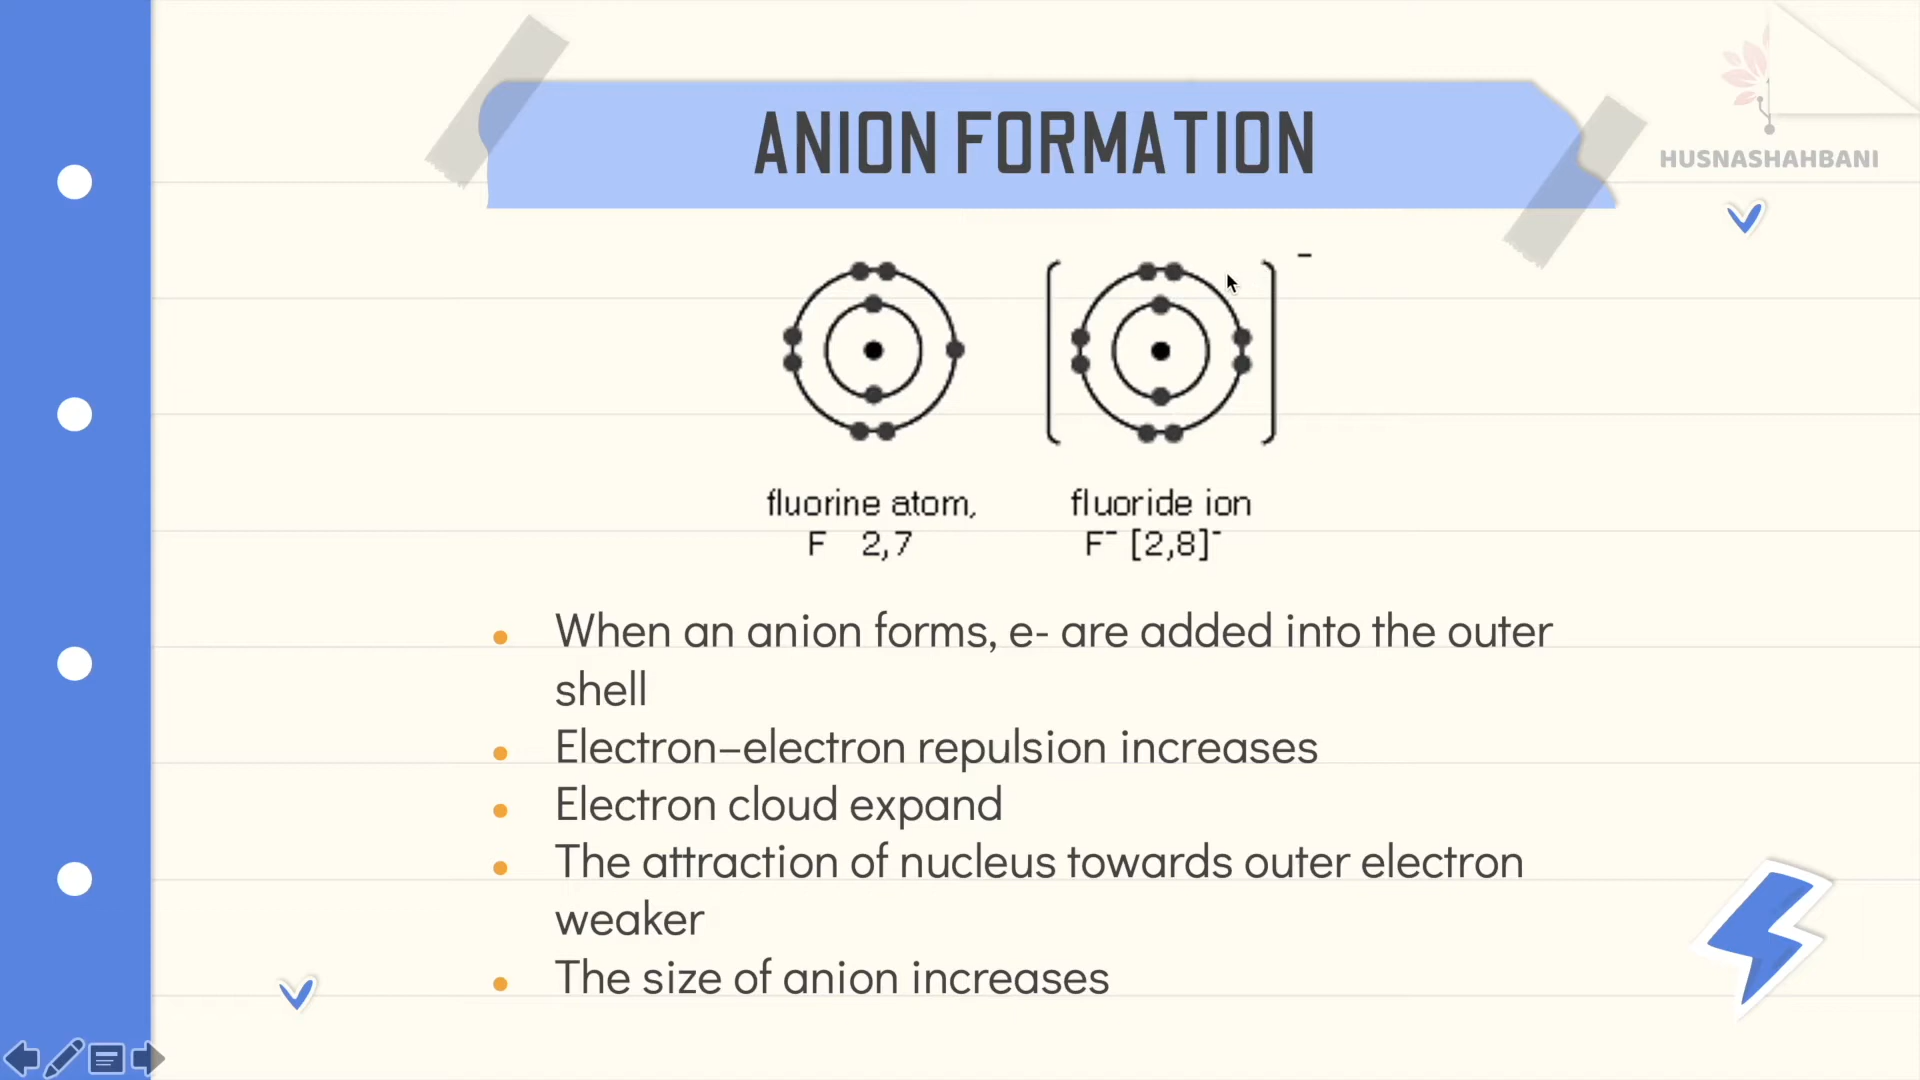 ANION FORMATION
HUSNASHAHBANI
-
fluorine atom,
F 2,7
fluoride ion
F⁻ [2,8]⁻
• When an anion forms, e- are added into the outer
shell
• Electron–electron repulsion increases
• Electron cloud expand
• The attraction of nucleus towards outer electron
weaker
• The size of anion increases